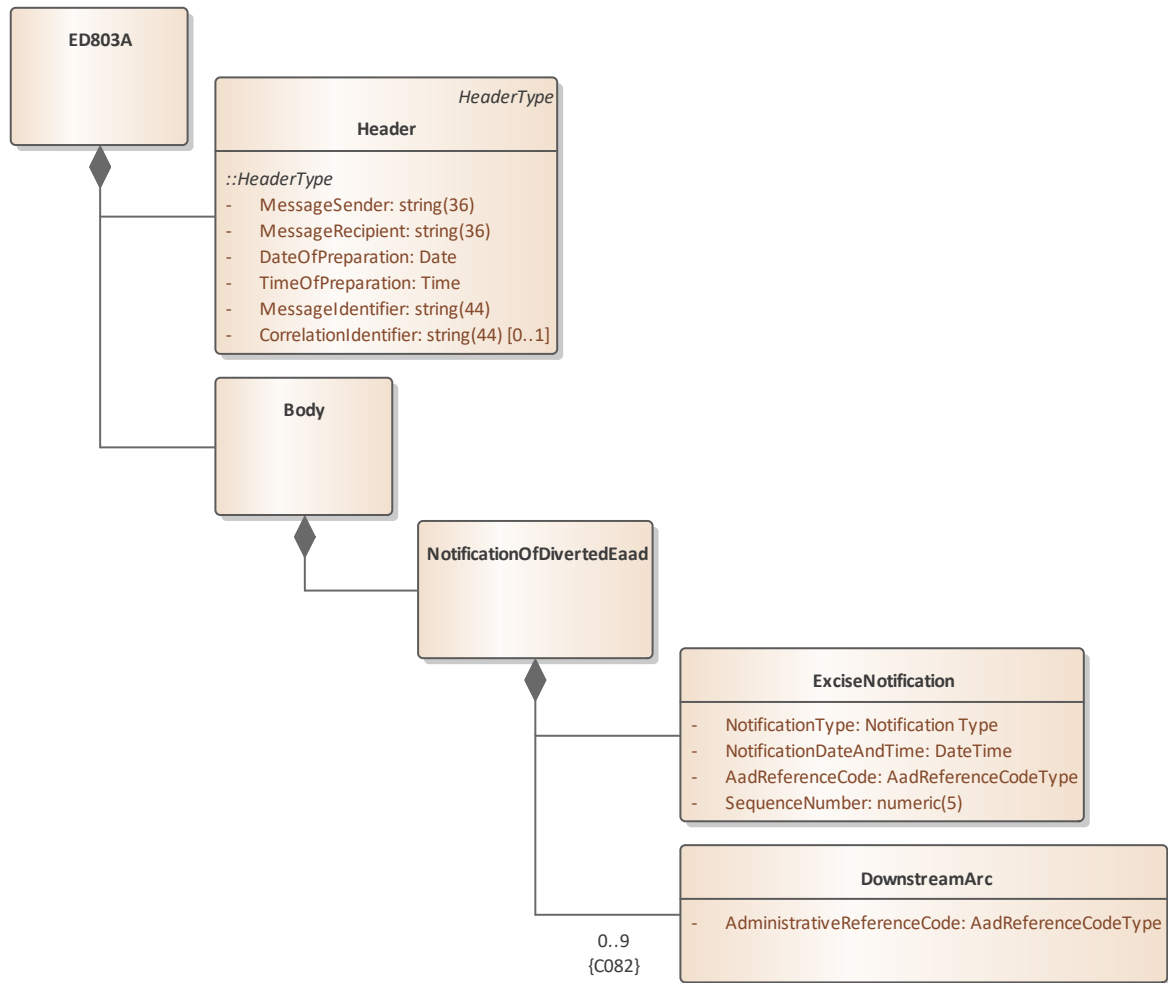 ED803A
HeaderType
Header
::HeaderType
- MessageSender: string(36)
- MessageRecipient: string(36)
- DateOfPreparation: Date
- TimeOfPreparation: Time
- MessageIdentifier: string(44)
- CorrelationIdentifier: string(44) [0..1]
Body
NotificationOfDivertedEaad
ExciseNotification
- NotificationType: Notification Type
- NotificationDateAndTime: DateTime
- AadReferenceCode: AadReferenceCodeType
- SequenceNumber: numeric(5)
DownstreamArc
- AdministrativeReferenceCode: AadReferenceCodeType
0..9
{C082}